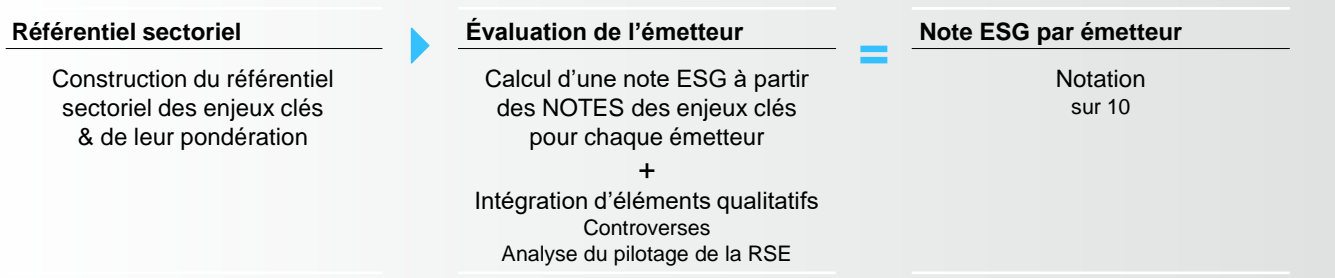 Référentiel sectoriel
Construction du référentiel
sectoriel des enjeux clés
& de leur pondération
Évaluation de l’émetteur
Calcul d’une note ESG à partir
des NOTES des enjeux clés
pour chaque émetteur
+
Intégration d’éléments qualitatifs
Controverses
Analyse du pilotage de la RSE
=
Note ESG par émetteur
Notation
sur 10